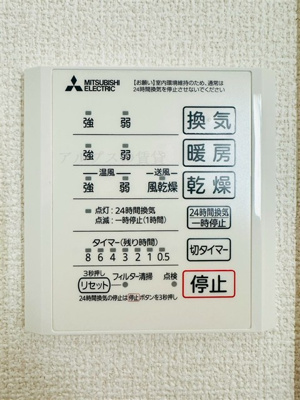 MITSUBISHI
ELECTRIC
【お願い】室内環境維持のため、通常は
24時間換気を停止させないでください
強 弱 換気
強 弱 暖房
温風 送風
強 弱 風乾燥 乾燥
点灯：24時間換気
点滅：一時停止(1時間)
24時間換気
一時停止
タイマー(残り時間)
8 6 4 3 2 1 0.5
切タイマー
3秒押し
リセット フィルター清掃 点検
停止
24時間換気の停止は停止ボタンを3秒押し